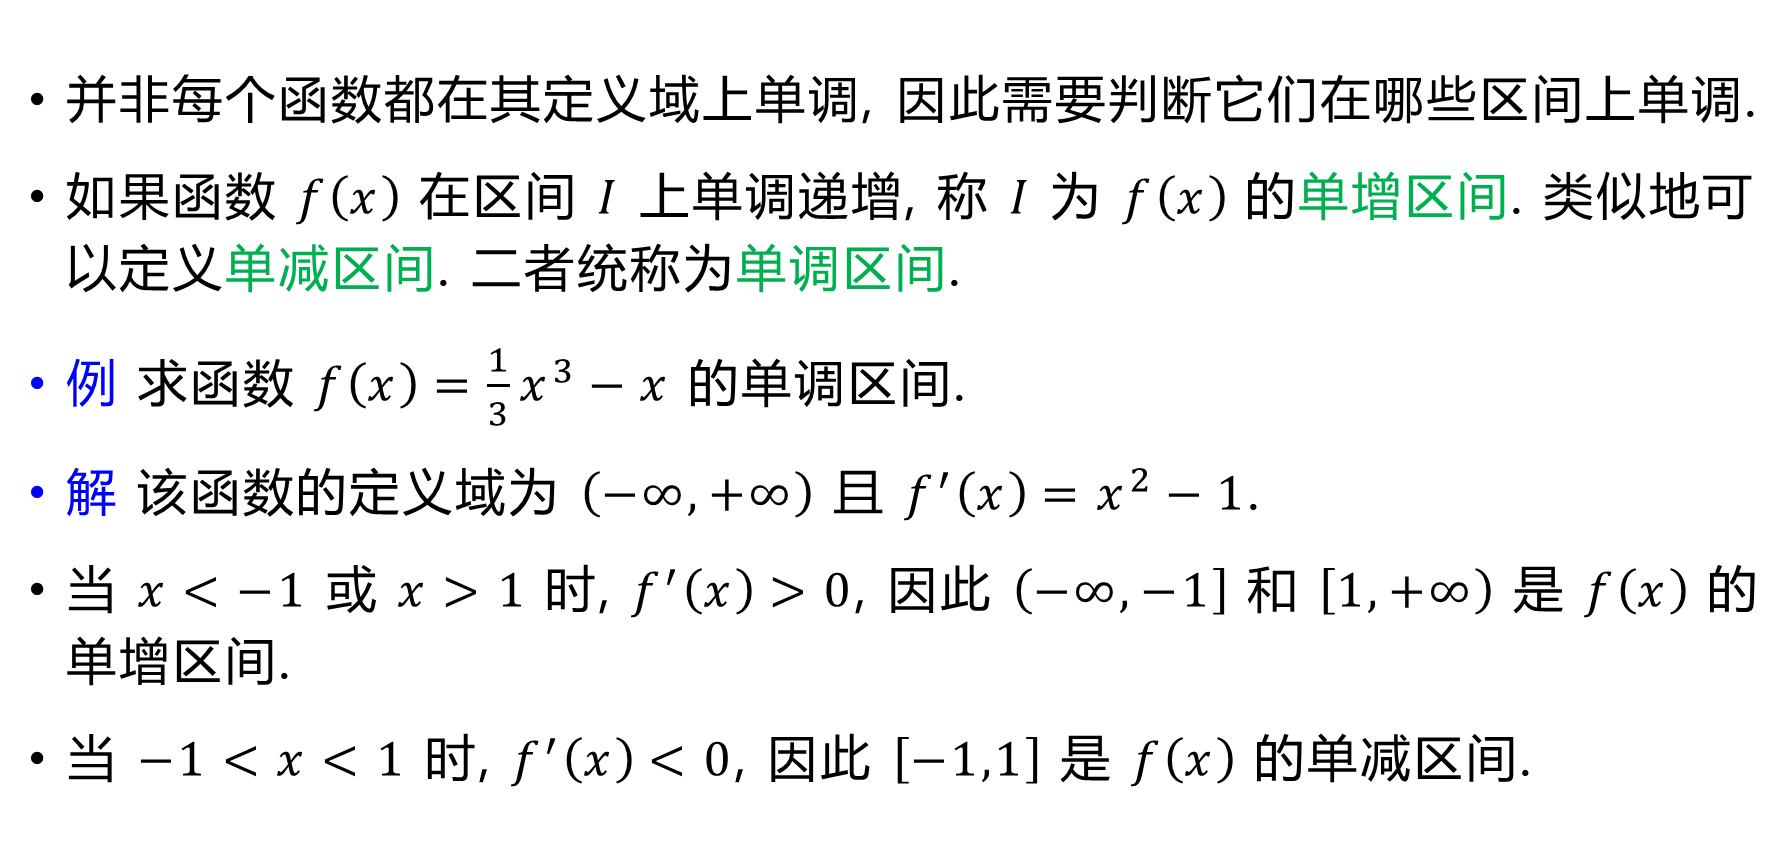 • 并非每个函数都在其定义域上单调, 因此需要判断它们在哪些区间上单调.
• 如果函数 f(x) 在区间 I 上单调递增, 称 I 为 f(x) 的单增区间. 类似地可
以定义单减区间. 二者统称为单调区间.
• 例 求函数 f(x) = \frac{1}{3}x³ − x 的单调区间.
• 解 该函数的定义域为 (−∞, +∞) 且 f′(x) = x² − 1.
• 当 x < −1 或 x > 1 时, f′(x) > 0, 因此 (−∞, −1] 和 [1, +∞) 是 f(x) 的
单增区间.
• 当 −1 < x < 1 时, f′(x) < 0, 因此 [−1,1] 是 f(x) 的单减区间.